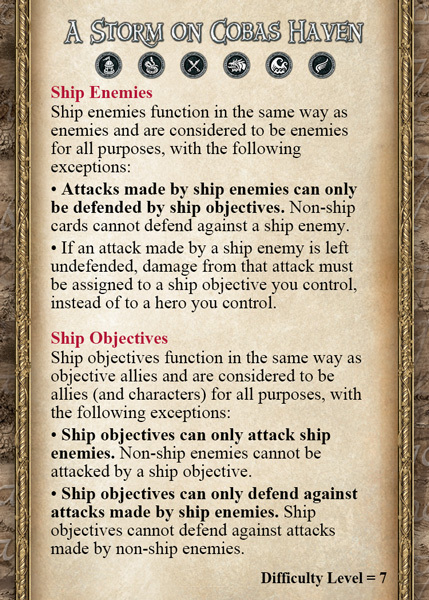 A Storm on Cobas Haven
Ship Enemies
Ship enemies function in the same way as
enemies and are considered to be enemies
for all purposes, with the following
exceptions:
• Attacks made by ship enemies can only
be defended by ship objectives. Non-ship
cards cannot defend against a ship enemy.
• If an attack made by a ship enemy is left
undefended, damage from that attack must
be assigned to a ship objective you control,
instead of to a hero you control.
Ship Objectives
Ship objectives function in the same way as
objective allies and are considered to be
allies (and characters) for all purposes, with
the following exceptions:
• Ship objectives can only attack ship
enemies. Non-ship enemies cannot be
attacked by a ship objective.
• Ship objectives can only defend against
attacks made by ship enemies. Ship
objectives cannot defend against attacks
made by non-ship enemies.
Difficulty Level = 7